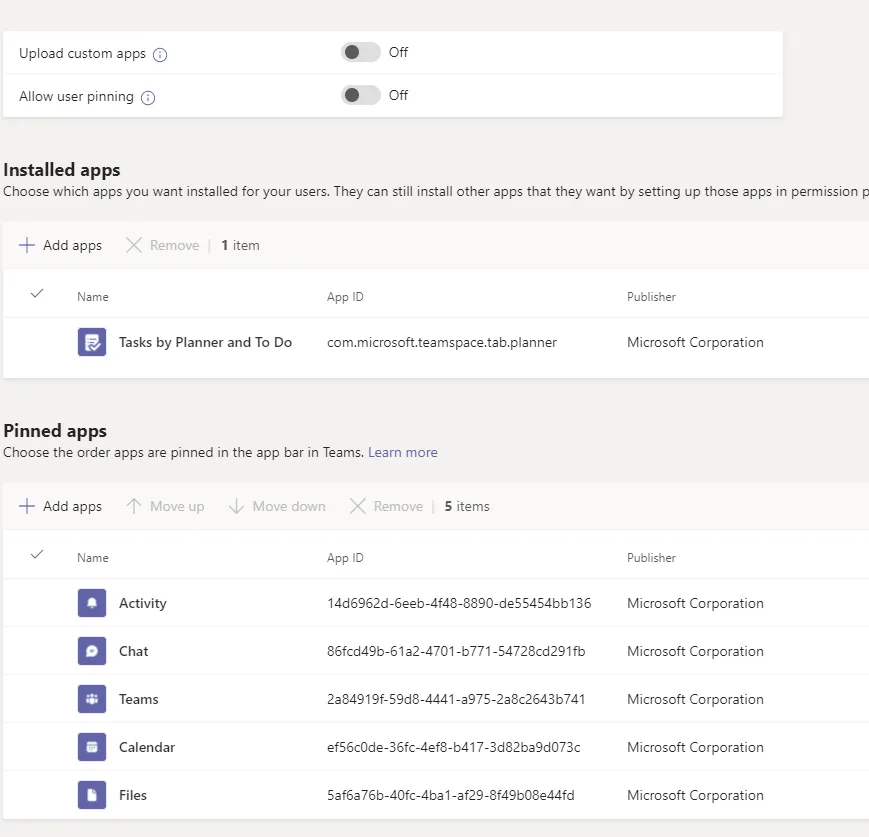 Upload custom apps Off
Allow user pinning Off
Installed apps
Choose which apps you want installed for your users. They can still install other apps that they want by setting up those apps in permission p
Add apps Remove | 1 item
Name App ID Publisher
Tasks by Planner and To Do com.microsoft.teamspace.tab.planner Microsoft Corporation
Pinned apps
Choose the order apps are pinned in the app bar in Teams. Learn more
Add apps Move up Move down Remove | 5 items
Name App ID Publisher
Activity 14d6962d-6eeb-4f48-8890-de55454bb136 Microsoft Corporation
Chat 86fcd49b-61a2-4701-b771-54728cd291fb Microsoft Corporation
Teams 2a84919f-59d8-4441-a975-2a8c2643b741 Microsoft Corporation
Calendar ef56c0de-36fc-4ef8-b417-3d82ba9d073c Microsoft Corporation
Files 5af6a76b-40fc-4ba1-af29-8f49b08e44fd Microsoft Corporation